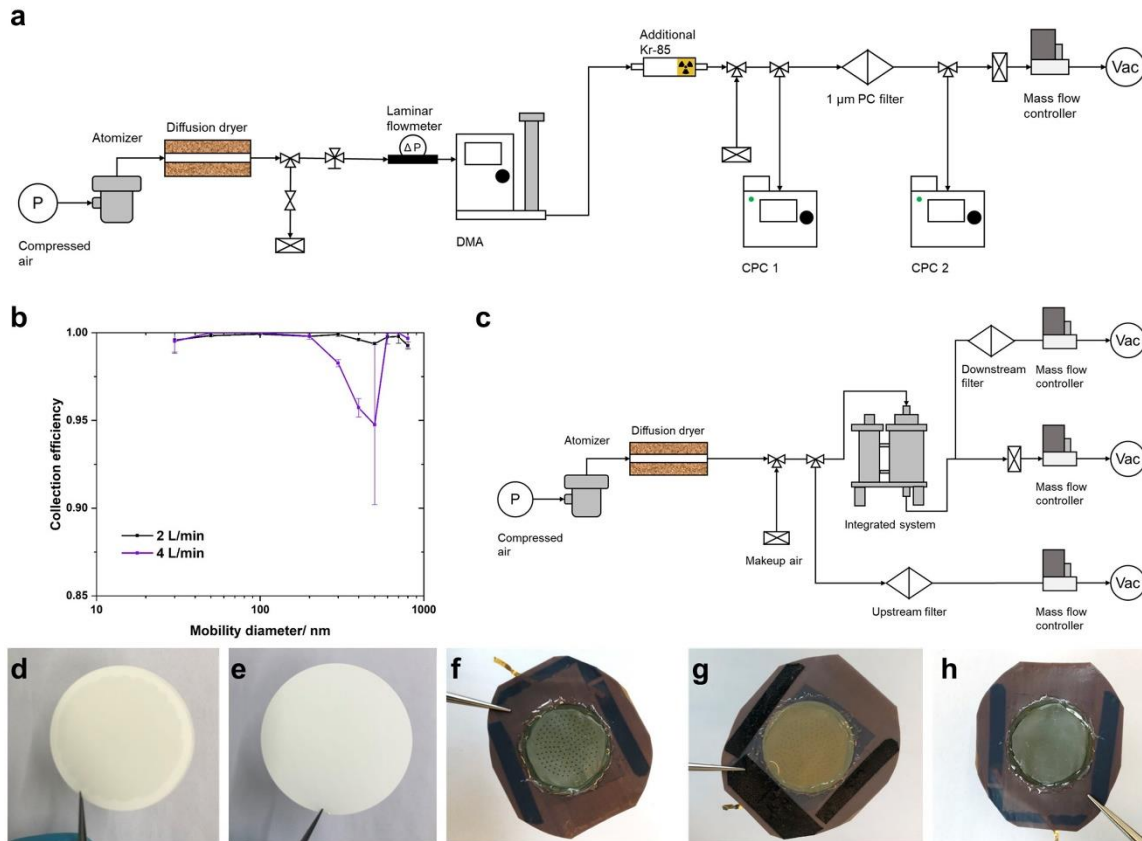 a
Additional
Kr-85
Vac
Laminar
flowmeter
Atomizer
Diffusion dryer
1 µm PC filter
Mass flow
controller
Δ P
P
Compressed
air
DMA
CPC 1
CPC 2
b
1.00
0.95
0.90
0.85
Collection efficiency
2 L/min
4 L/min
10
100
1000
Mobility diameter/ nm
c
Vac
Downstream
filter
Mass flow
controller
Atomizer
Diffusion dryer
Vac
P
Mass flow
controller
Compressed
air
Makeup air
Integrated system
Vac
Upstream filter
Mass flow
controller
d
e
f
g
h